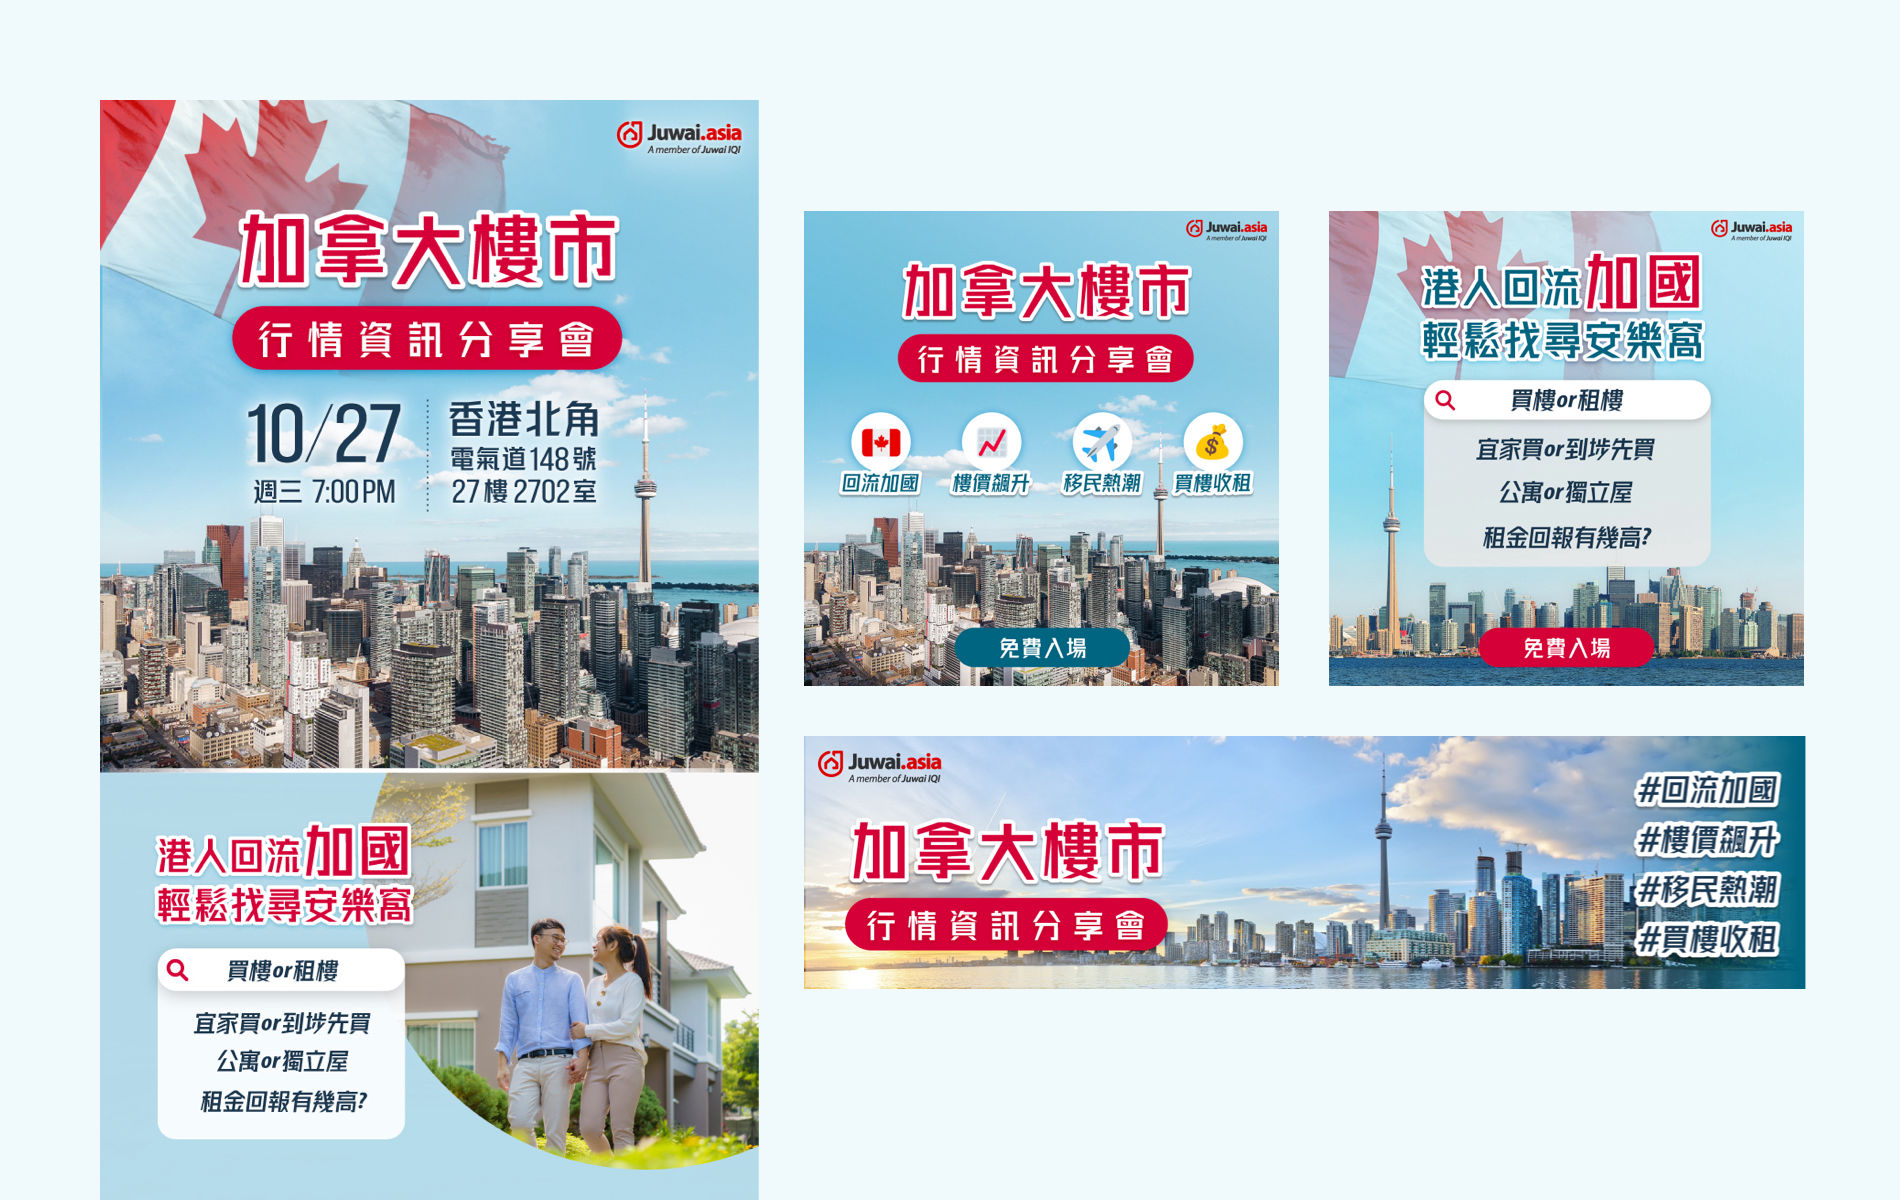 Juwai.asia
A member of Juwai IQI
加拿大樓市
行情資訊分享會
10/27
週三 7:00PM
香港北角
電氣道148號
27樓2702室
港人回流加國
輕鬆找尋安樂窩
買樓or租樓
宜家買or到埗先買
公寓or獨立屋
租金回報有幾高?
Juwai.asia
A member of Juwai IQI
加拿大樓市
行情資訊分享會
回流加國
樓價飆升
移民熱潮
買樓收租
免費入場
Juwai.asia
A member of Juwai IQI
港人回流加國
輕鬆找尋安樂窩
買樓or租樓
宜家買or到埗先買
公寓or獨立屋
租金回報有幾高?
免費入場
Juwai.asia
A member of Juwai IQI
加拿大樓市
行情資訊分享會
#回流加國
#樓價飆升
#移民熱潮
#買樓收租